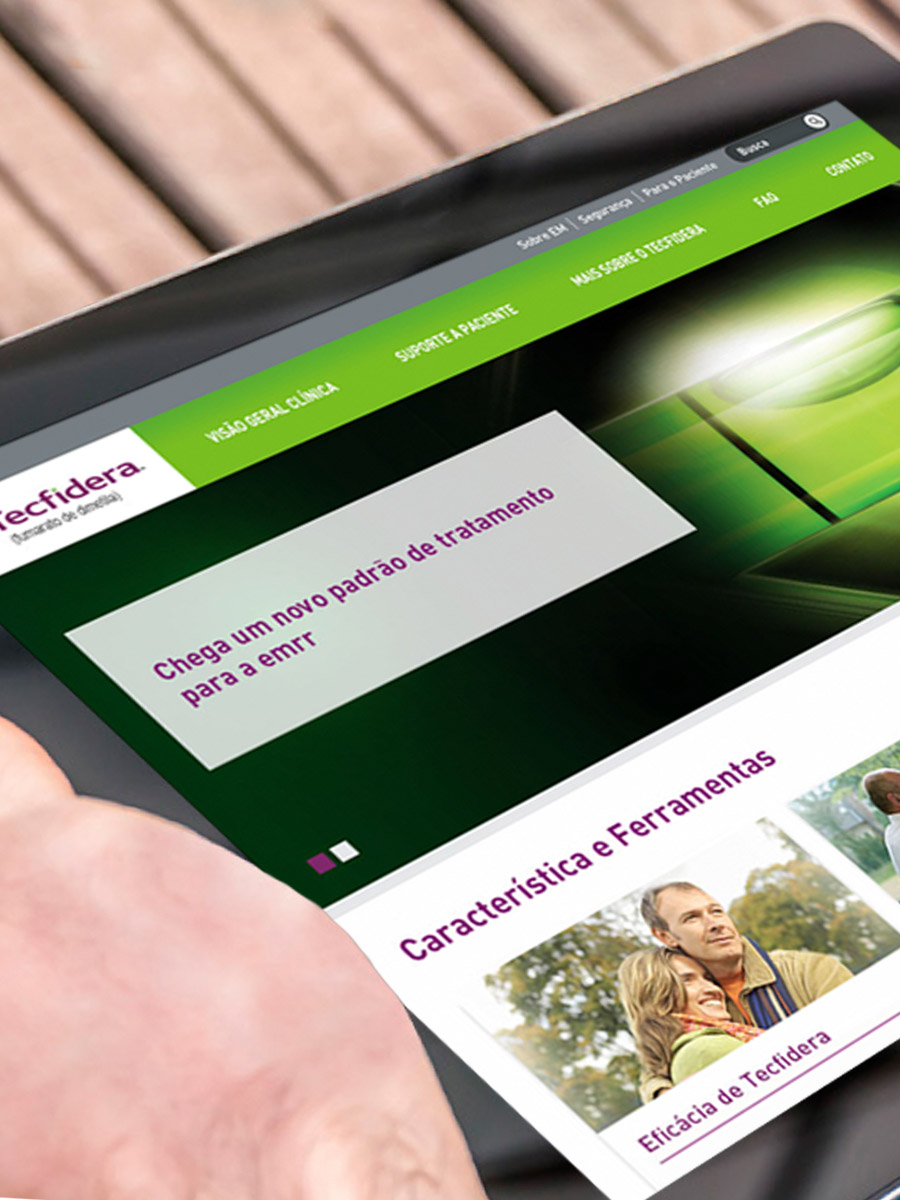 Sobre EM | Segurança | Para o Paciente
Busca
VISÃO GERAL CLÍNICA
SUPORTE A PACIENTE
MAIS SOBRE O TECFIDERA
FAQ
CONTATO
Tecfidera
(fumarato de dimetila)
Chega um novo padrão de tratamento
para a emrr
Característica e Ferramentas
Eficácia de Tecfidera